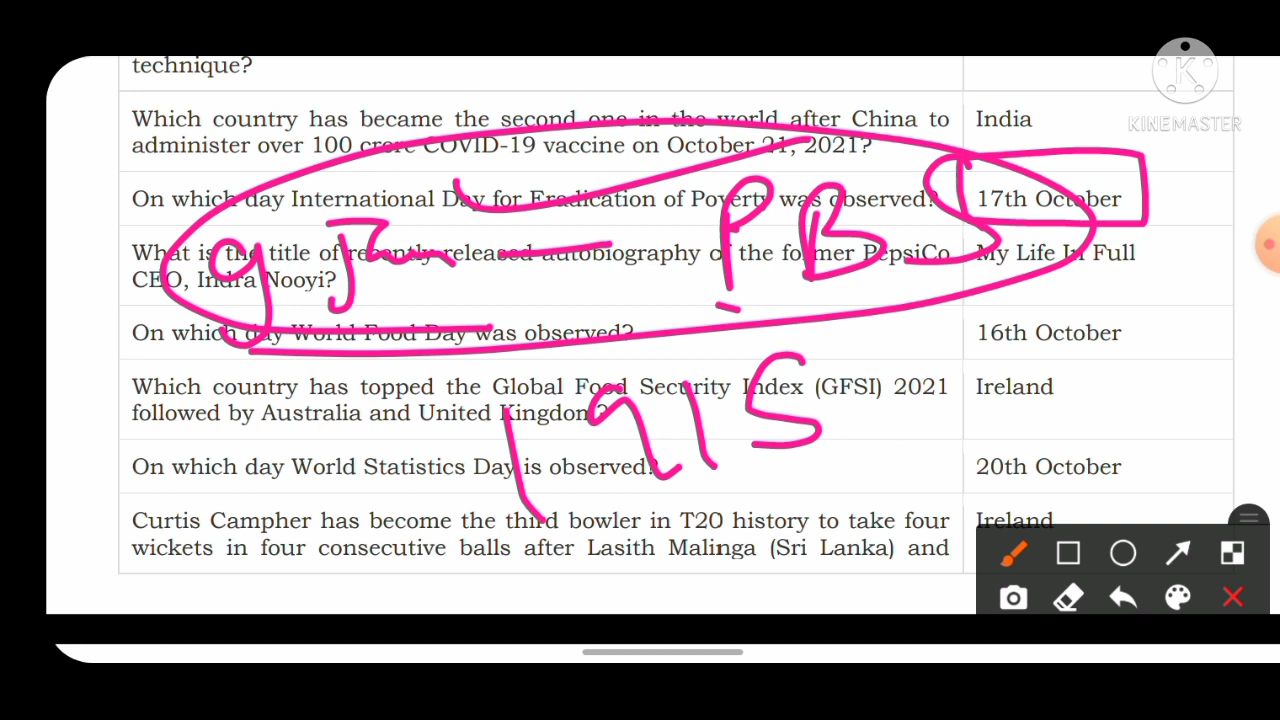 technique?
KINEMASTER
Which country has became the second one in the world after China to
administer over 100 crore COVID-19 vaccine on October 21, 2021?
India
On which day International Day for Eradication of Poverty was observed?
17th October
What is the title of recently released autobiography of the former PepsiCo
CEO, Indra Nooyi?
My Life In Full
On which day World Food Day was observed?
16th October
Which country has topped the Global Food Security Index (GFSI) 2021
followed by Australia and United Kingdom?
Ireland
1915
On which day World Statistics Day is observed?
20th October
Curtis Campher has become the third bowler in T20 history to take four
wickets in four consecutive balls after Lasith Malinga (Sri Lanka) and
Ireland